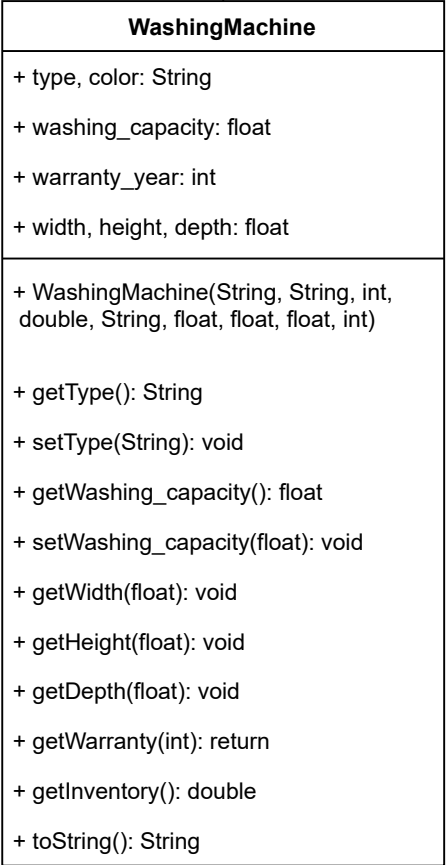 WashingMachine
+ type, color: String
+ washing_capacity: float
+ warranty_year: int
+ width, height, depth: float
+ WashingMachine(String, String, int,
double, String, float, float, float, int)
+ getType(): String
+ setType(String): void
+ getWashing_capacity(): float
+ setWashing_capacity(float): void
+ getWidth(float): void
+ getHeight(float): void
+ getDepth(float): void
+ getWarranty(int): return
+ getInventory(): double
+ toString(): String